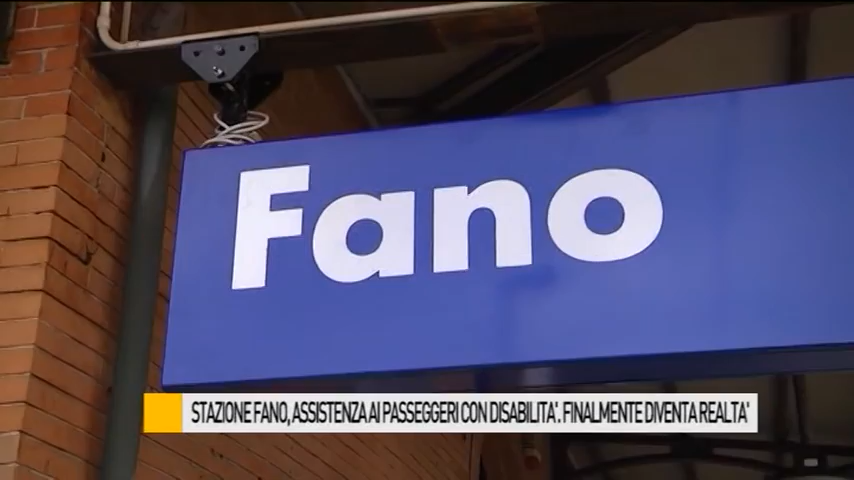 Fano
STAZIONE FANO, ASSISTENZA AI PASSEGGERI CON DISABILITA'. FINALMENTE DIVENTA REALTA'